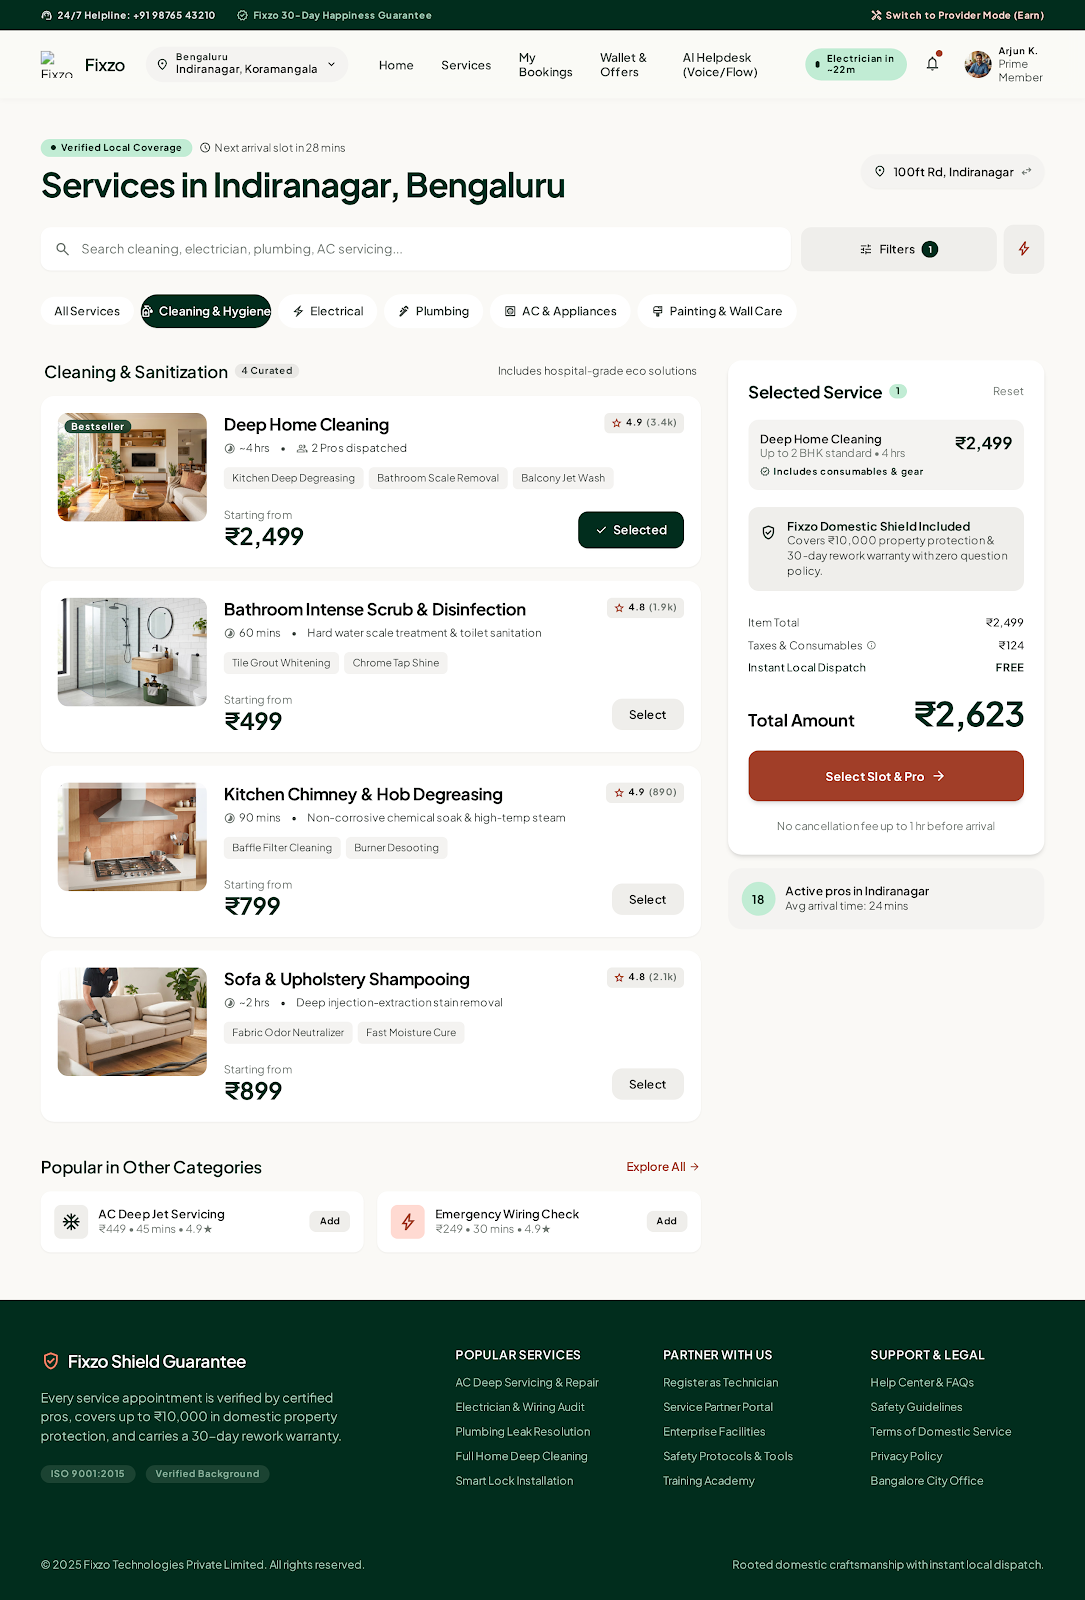 24/7 Helpline: +91 98765 43210
Fixzo 30-Day Happiness Guarantee
Switch to Provider Mode (Earn)
Fixzo
Fixzo
Bengaluru
Indiranagar, Koramangala
Home
Services
My
Bookings
Wallet &
Offers
AI Helpdesk
(Voice/Flow)
Electrician in
~22m
Arjun K.
Prime
Member
Verified Local Coverage
Next arrival slot in 28 mins
Services in Indiranagar, Bengaluru
100ft Rd, Indiranagar
Search cleaning, electrician, plumbing, AC servicing...
Filters 1
All Services
Cleaning & Hygiene
Electrical
Plumbing
AC & Appliances
Painting & Wall Care
Cleaning & Sanitization
4 Curated
Includes hospital-grade eco solutions
Bestseller
Deep Home Cleaning
4.9 (3.4k)
~4 hrs • 2 Pros dispatched
Kitchen Deep Degreasing
Bathroom Scale Removal
Balcony Jet Wash
Starting from
₹2,499
Selected
Bathroom Intense Scrub & Disinfection
4.8 (1.9k)
60 mins • Hard water scale treatment & toilet sanitation
Tile Grout Whitening
Chrome Tap Shine
Starting from
₹499
Select
Kitchen Chimney & Hob Degreasing
4.9 (890)
90 mins • Non-corrosive chemical soak & high-temp steam
Baffle Filter Cleaning
Burner Desooting
Starting from
₹799
Select
Sofa & Upholstery Shampooing
4.8 (2.1k)
~2 hrs • Deep injection-extraction stain removal
Fabric Odor Neutralizer
Fast Moisture Cure
Starting from
₹899
Select
Selected Service 1
Reset
Deep Home Cleaning
₹2,499
Up to 2 BHK standard • 4 hrs
Includes consumables & gear
Fixzo Domestic Shield Included
Covers ₹10,000 property protection &
30-day rework warranty with zero question
policy.
Item Total ₹2,499
Taxes & Consumables ₹124
Instant Local Dispatch FREE
Total Amount ₹2,623
Select Slot & Pro →
No cancellation fee up to 1 hr before arrival
18
Active pros in Indiranagar
Avg arrival time: 24 mins
Popular in Other Categories
Explore All →
AC Deep Jet Servicing
₹449 • 45 mins • 4.9★
Add
Emergency Wiring Check
₹249 • 30 mins • 4.9★
Add
Fixzo Shield Guarantee
Every service appointment is verified by certified
pros, covers up to ₹10,000 in domestic property
protection, and carries a 30-day rework warranty.
ISO 9001:2015
Verified Background
POPULAR SERVICES
AC Deep Servicing & Repair
Electrician & Wiring Audit
Plumbing Leak Resolution
Full Home Deep Cleaning
Smart Lock Installation
PARTNER WITH US
Register as Technician
Service Partner Portal
Enterprise Facilities
Safety Protocols & Tools
Training Academy
SUPPORT & LEGAL
Help Center & FAQs
Safety Guidelines
Terms of Domestic Service
Privacy Policy
Bangalore City Office
© 2025 Fixzo Technologies Private Limited. All rights reserved.
Rooted domestic craftsmanship with instant local dispatch.